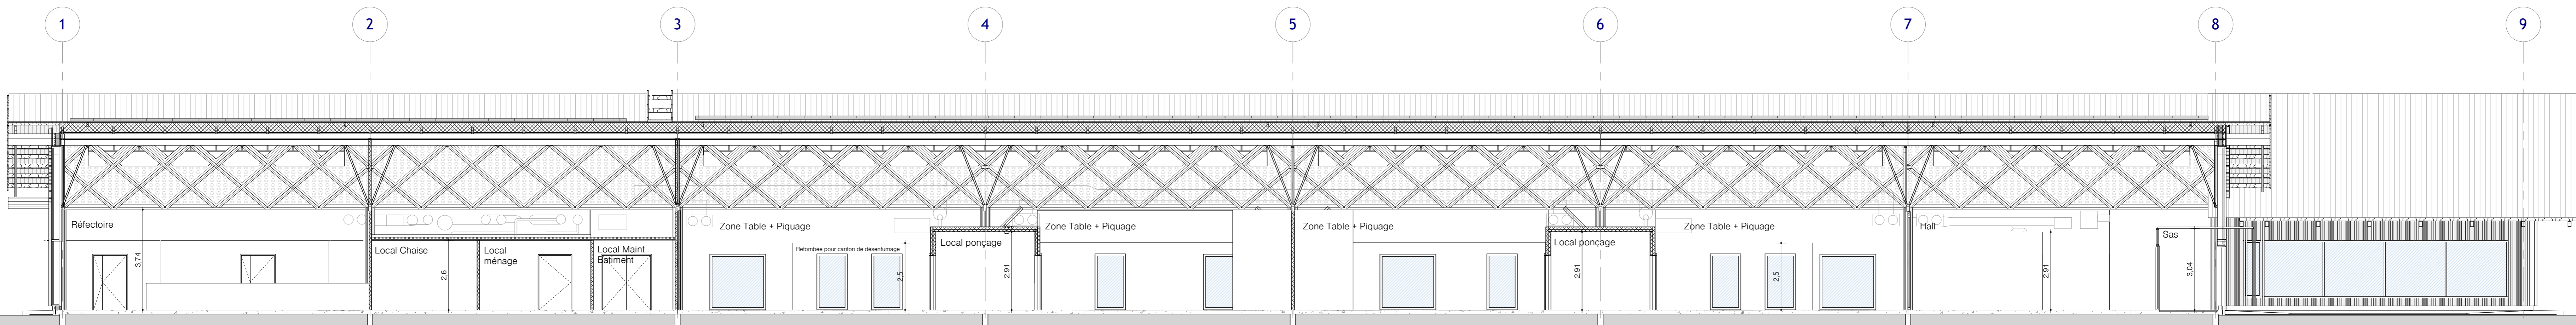 1 2 3 4 5 6 7 8 9
Réfectoire
3,74
Local Chaise
2,6
Local
ménage
Local Maint
Batiment
Zone Table + Piquage
Retombée pour canton de désenfumage
2,5
Local ponçage
2,91
Zone Table + Piquage
Zone Table + Piquage
Local ponçage
2,91
Zone Table + Piquage
2,5
Hall
2,91
Sas
3,04